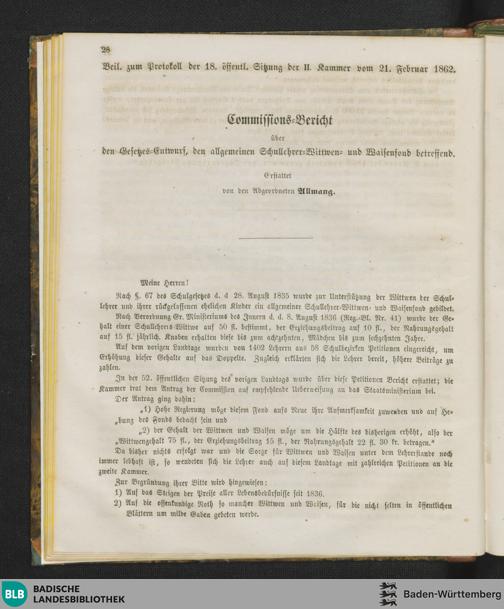 28
Beil. zum Protokoll der 18. öffentl. Sitzung der II. Kammer vom 21. Februar 1862.
Commissions-Bericht
über
den Gesetzes-Entwurf, den allgemeinen Schullehrer-Wittwen- und Waisenfond betreffend.
Erstattet
von den Abgeordneten Allmang.
Meine Herren!
Nach §. 67 des Schulgesetzes d. d 28. August 1835 wurde zur Unterstützung der Wittwen der Schul-
lehrer und ihrer rückgelassenen ehelichen Kinder ein allgemeiner Schullehrer-Wittwen- und Waisenfond gebildet.
Nach Verordnung Gr. Ministeriums des Innern d. d. 8. August 1836 (Reg.-Bl. Nr. 41) wurde der Ge-
halt einer Schullehrers-Wittwe auf 50 fl. bestimmt, der Erziehungsbeitrag auf 10 fl., der Nahrungsgehalt
auf 15 fl. jährlich. Knaben erhalten diese bis zum achtzehnten, Mädchen bis zum sechzehnten Jahre.
Auf dem vorigen Landtage wurden von 1402 Lehrern aus 58 Schulbezirken Petitionen eingereicht, um
Erhöhung dieser Gehalte auf das Doppelte. Zugleich erklärten sich die Lehrer bereit, höhere Beiträge zu
zahlen.
In der 52. öffentlichen Sitzung des vorigen Landtags wurde über diese Petitionen Bericht erstattet; die
Kammer trat dem Antrag der Commission auf empfehlende Ueberweisung an das Staatsministerium bei.
Der Antrag ging dahin:
„1) Hohe Regierung möge diesem Fond aufs Neue ihre Aufmerksamkeit zuwenden und auf He-
„bung des Fonds bedacht sein und
„2) der Gehalt der Wittwen und Waisen möge um die Hälfte des bisherigen erhöht, also der
„Wittwengehalt 75 fl., der Erziehungsbeitrag 15 fl., der Nahrungsgehalt 22 fl. 30 kr. betragen.“
Da bisher nichts erfolgt war und die Sorge für Wittwen und Waisen unter dem Lehrerstande noch
immer lebhaft ist, so wendeten sich die Lehrer auch auf diesem Landtage mit zahlreichen Petitionen an die
zweite Kammer.
Zur Begründung ihrer Bitte wird hingewiesen:
1) Auf das Steigen der Preise aller Lebensbedürfnisse seit 1836.
2) Auf die offenkundige Noth so mancher Wittwen und Waisen, für die nicht selten in öffentlichen
Blättern um milde Gaben gebeten werde.
BLB
BADISCHE
LANDESBIBLIOTHEK
Baden-Württemberg